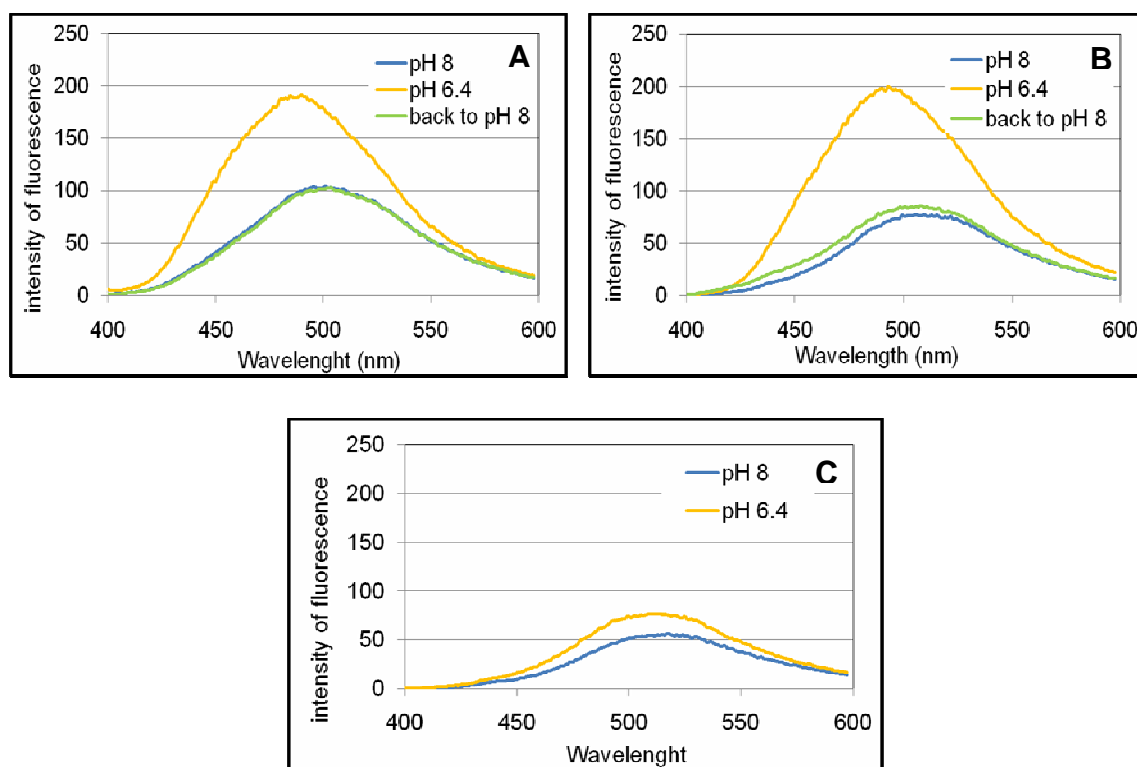 A
250
200
150
100
50
0
intensity of fluorescence
pH 8
pH 6.4
back to pH 8
400 450 500 550 600
Wavelenght (nm)
B
250
200
150
100
50
0
intensity of fluorescence
pH 8
pH 6.4
back to pH 8
400 450 500 550 600
Wavelength (nm)
C
250
200
150
100
50
0
intensity of fluorescence
pH 8
pH 6.4
400 450 500 550 600
Wavelenght